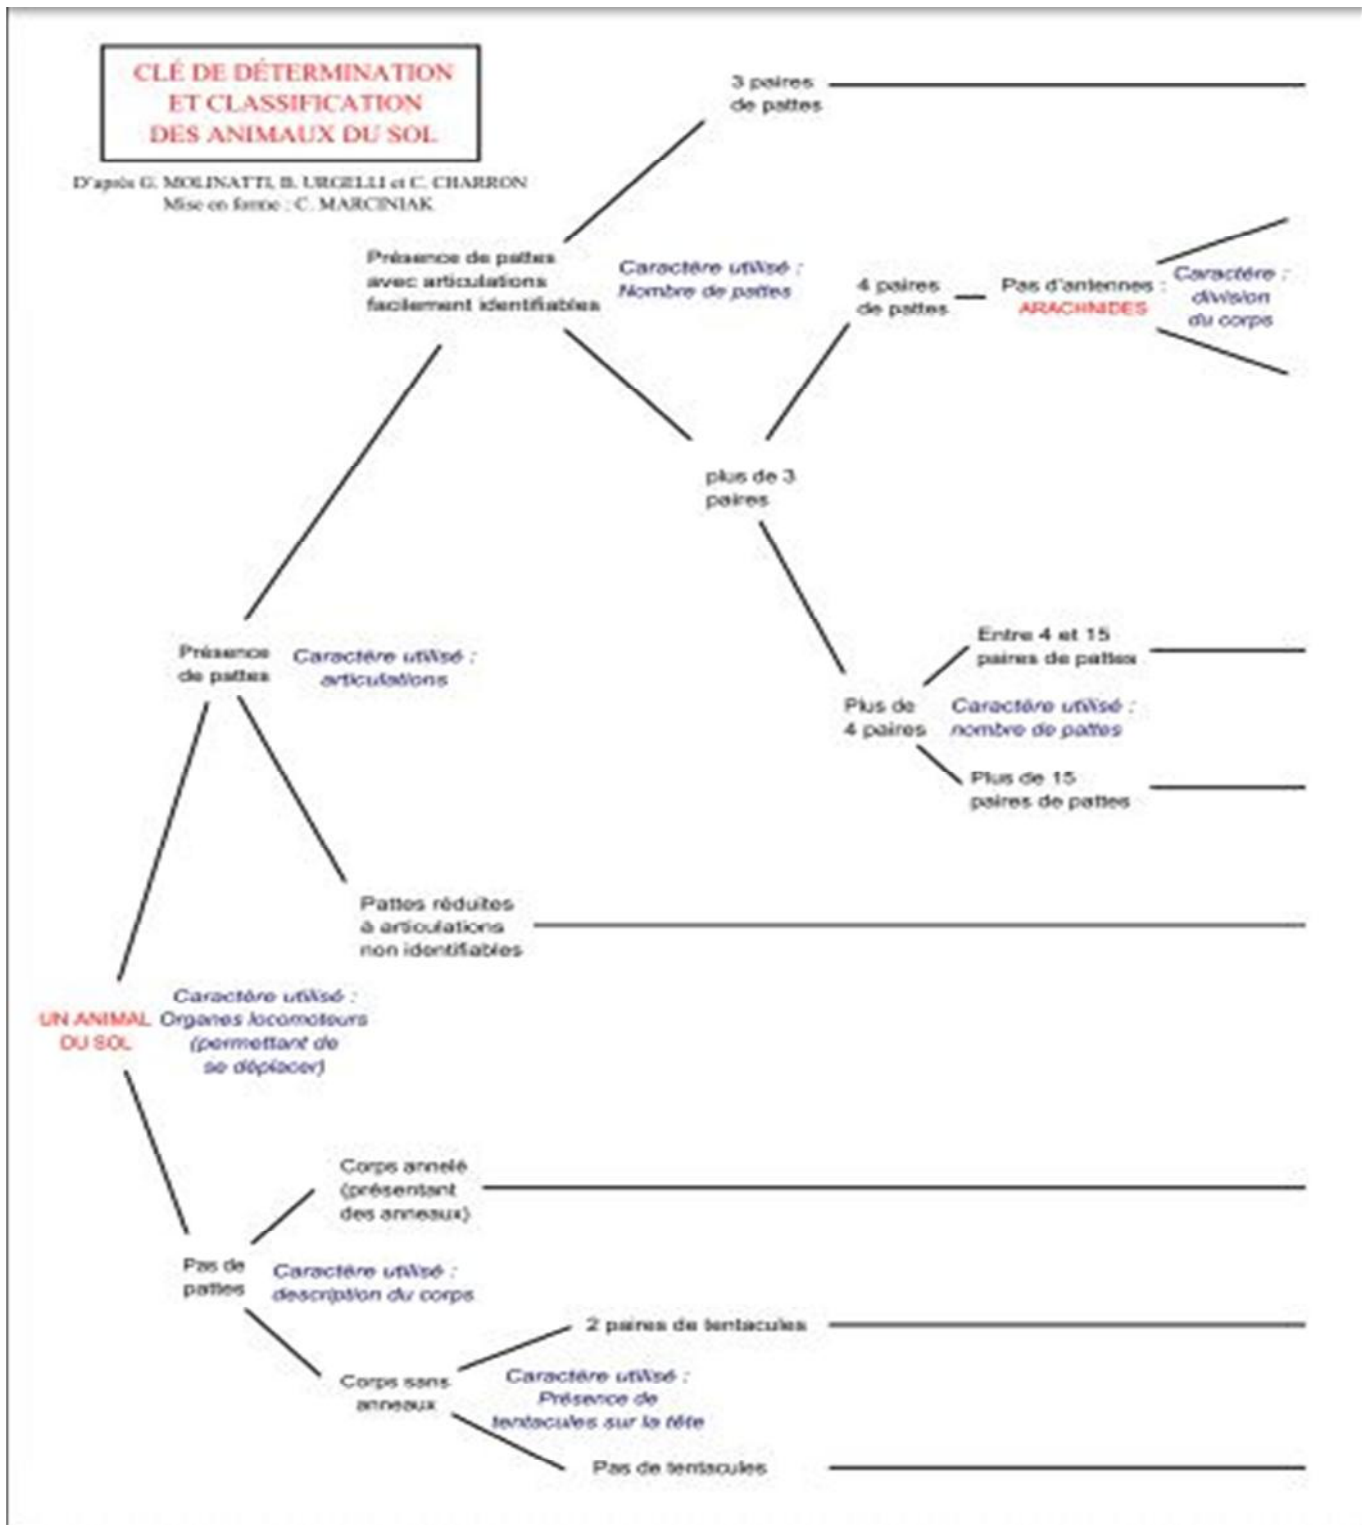 CLÉ DE DÉTERMINATION
ET CLASSIFICATION
DES ANIMAUX DU SOL
D'après G. MOLINATTI, B. URGELLI et C. CHARRON
Mise en forme : C. MARCINIAK
3 paires
de pattes
Présence de pattes
avec articulations
facilement identifiables
Caractère utilisé :
Nombre de pattes
4 paires
de pattes
Pas d'antennes :
ARACHNIDES
Caractère :
division
du corps
plus de 3
paires
Présence
de pattes
Caractère utilisé :
articulations
Entre 4 et 15
paires de pattes
Plus de
4 paires
Caractère utilisé :
nombre de pattes
Plus de 15
paires de pattes
Pattes réduites
à articulations
non identifiables
UN ANIMAL
DU SOL
Caractère utilisé :
Organes locomoteurs
(permettant de
se déplacer)
Corps annelé
(présentant
des anneaux)
Pas de
pattes
Caractère utilisé :
description du corps
2 paires de tentacules
Corps sans
anneaux
Caractère utilisé :
Présence de
tentacules sur la tête
Pas de tentacules